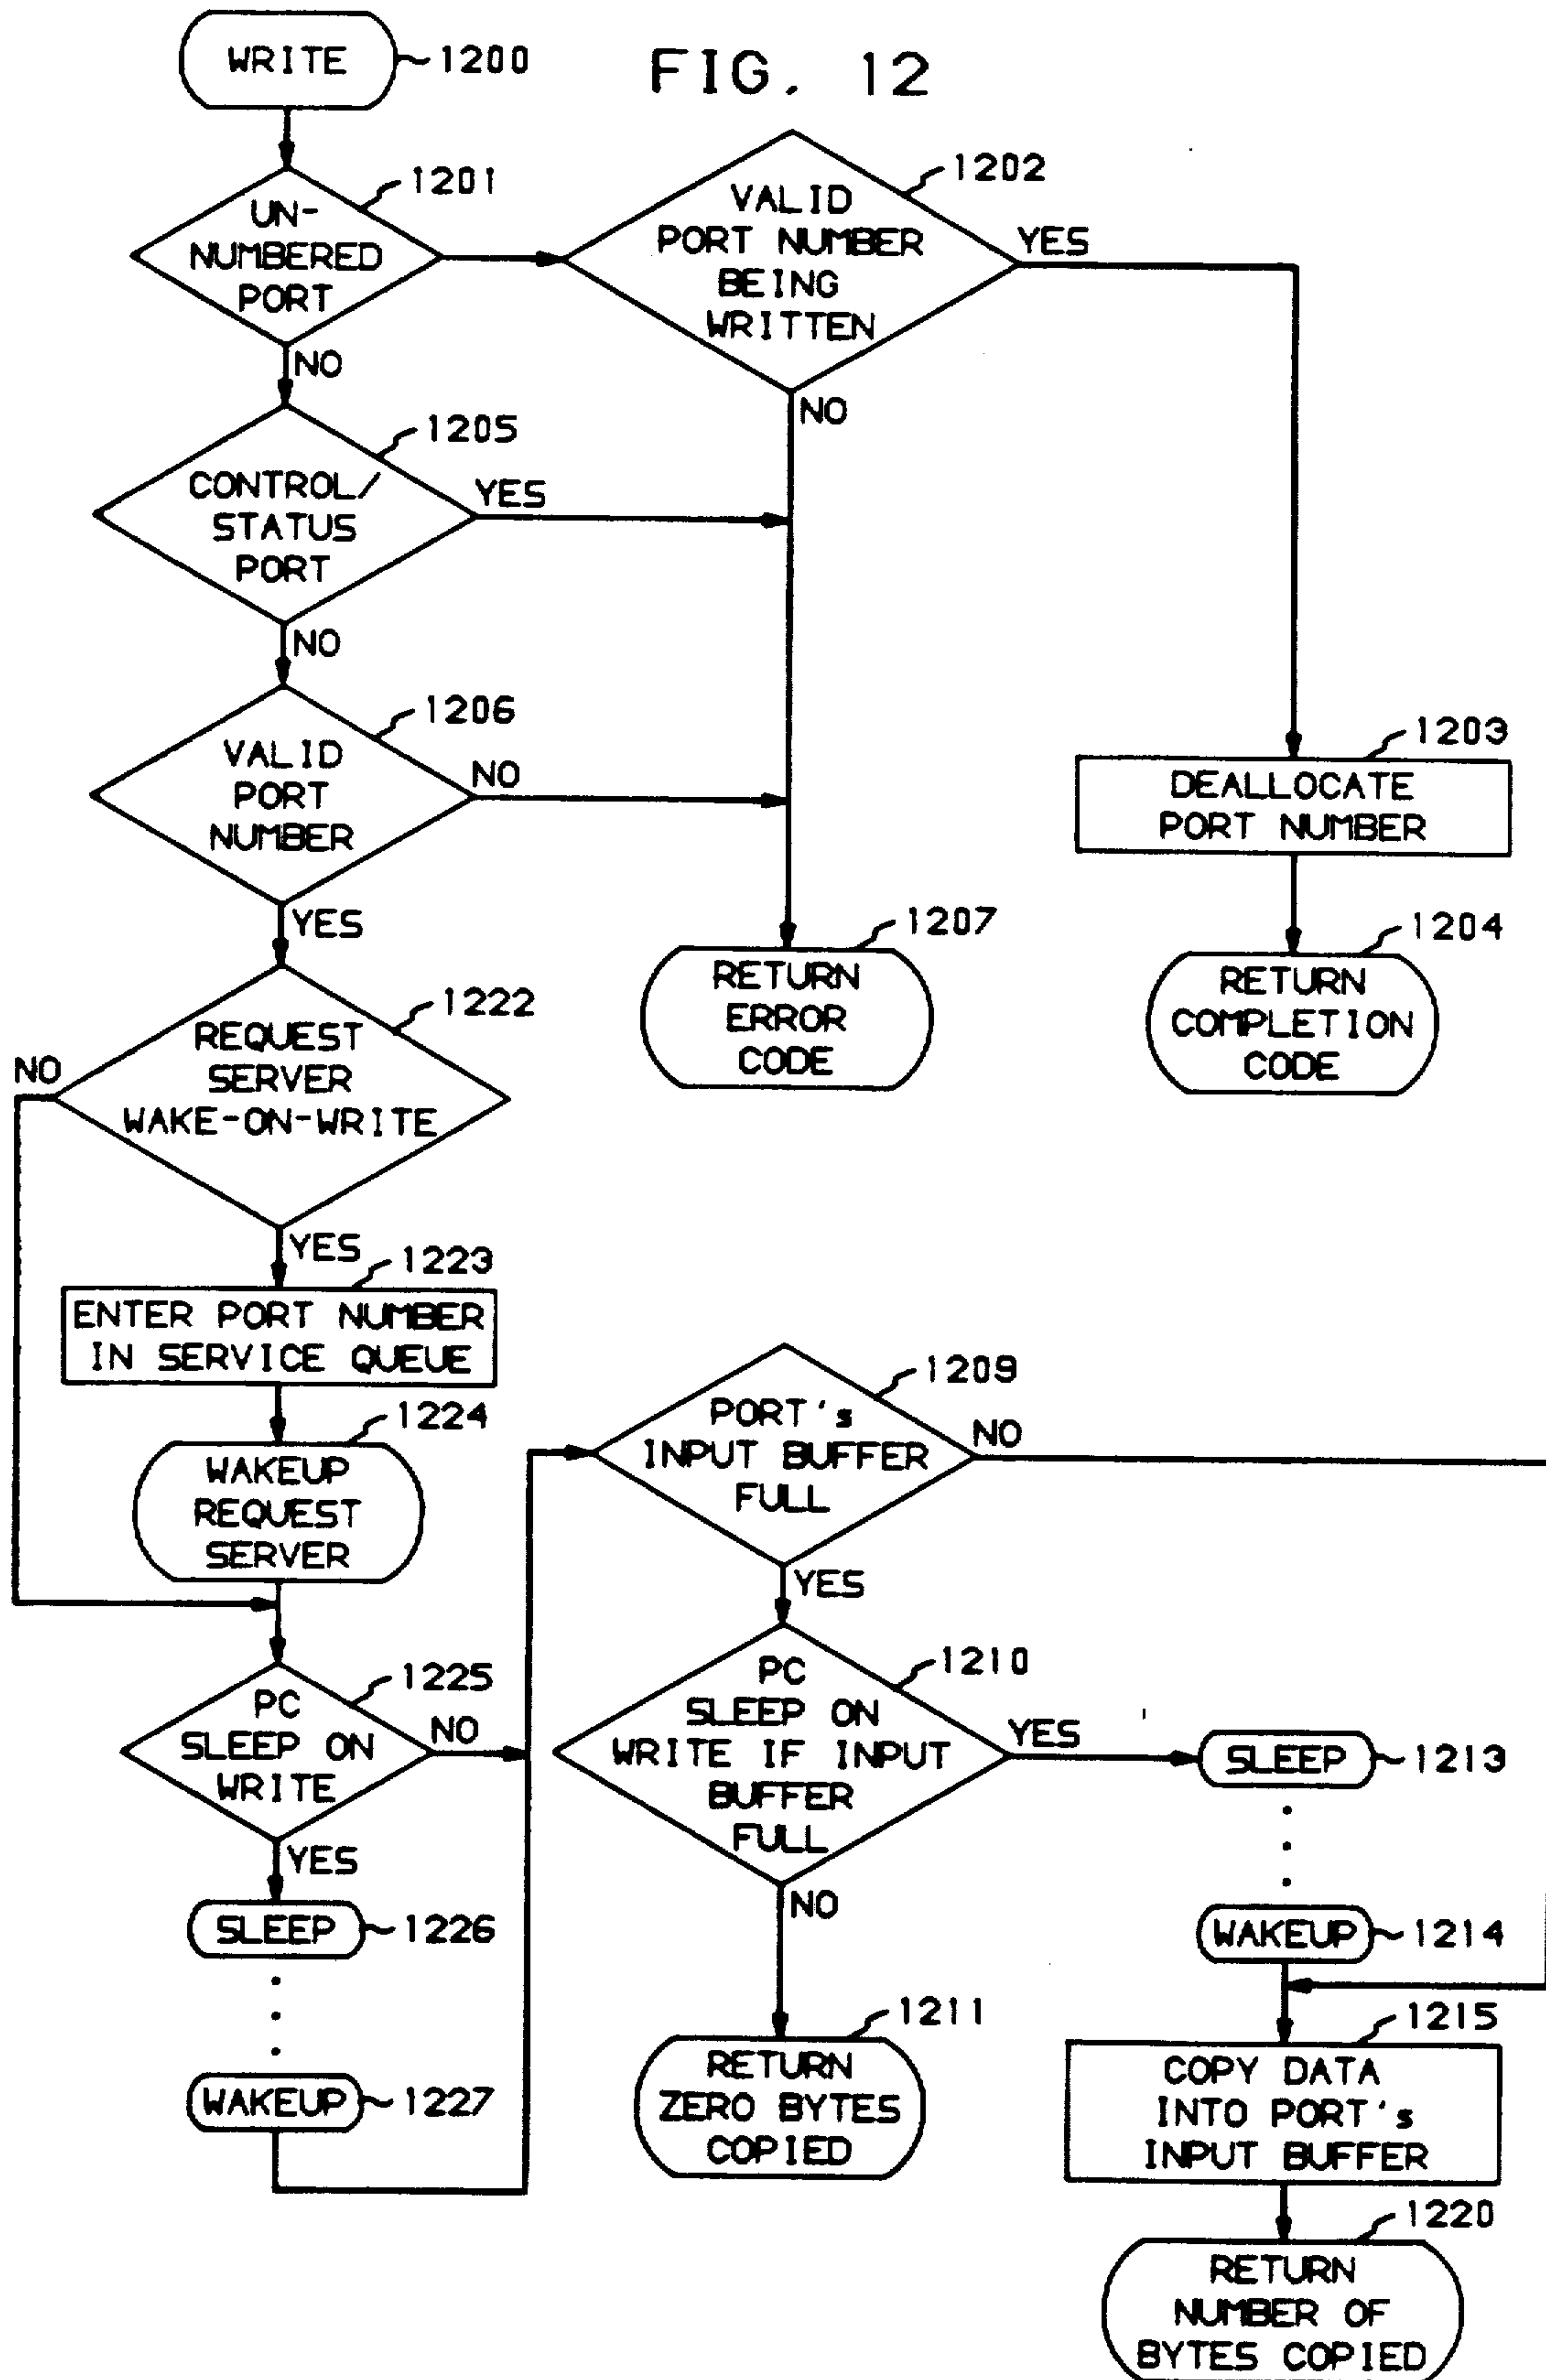 FIG. 12
WRITE
1200
UN-
NUMBERED
PORT
1201
NO
VALID
PORT NUMBER
BEING
WRITTEN
1202
YES
NO
CONTROL/
STATUS
PORT
1205
YES
NO
VALID
PORT
NUMBER
1206
NO
YES
DEALLOCATE
PORT NUMBER
1203
RETURN
ERROR
CODE
1207
RETURN
COMPLETION
CODE
1204
REQUEST
SERVER
WAKE-ON-WRITE
1222
NO
YES
ENTER PORT NUMBER
IN SERVICE QUEUE
1223
WAKEUP
REQUEST
SERVER
1224
PC
SLEEP ON
WRITE
1225
NO
YES
SLEEP
1226
WAKEUP
1227
PORT's
INPUT BUFFER
FULL
1209
NO
YES
PC
SLEEP ON
WRITE IF INPUT
BUFFER
FULL
1210
YES
NO
RETURN
ZERO BYTES
COPIED
1211
SLEEP
1213
WAKEUP
1214
COPY DATA
INTO PORT's
INPUT BUFFER
1215
RETURN
NUMBER OF
BYTES COPIED
1220